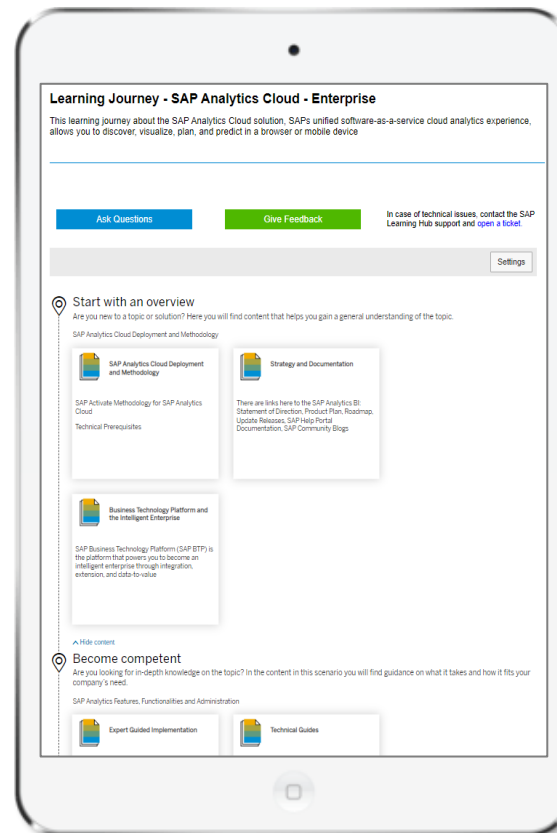 Learning Journey - SAP Analytics Cloud - Enterprise
This learning journey about the SAP Analytics Cloud solution, SAPs unified software-as-a-service cloud analytics experience,
allows you to discover, visualize, plan, and predict in a browser or mobile device
Ask Questions
Give Feedback
In case of technical issues, contact the SAP
Learning Hub support and open a ticket.
Settings
Start with an overview
Are you new to a topic or solution? Here you will find content that helps you gain a general understanding of the topic.
SAP Analytics Cloud Deployment and Methodology
SAP Analytics Cloud Deployment
and Methodology
SAP Activate Methodology for SAP Analytics
Cloud
Technical Prerequisites
Strategy and Documentation
There are links here to the SAP Analytics BI:
Statement of Direction, Product Plan, Roadmap,
Update Releases, SAP Help Portal
Documentation, SAP Community Blogs
Business Technology Platform and
the Intelligent Enterprise
SAP Business Technology Platform (SAP BTP) is
the platform that powers you to become an
intelligent enterprise through integration,
extension, and data-to-value
Hide content
Become competent
Are you looking for in-depth knowledge on the topic? In the content in this scenario you will find guidance on what it takes and how it fits your
company's need.
SAP Analytics Features, Functionalities and Administration
Expert Guided Implementation
Technical Guides